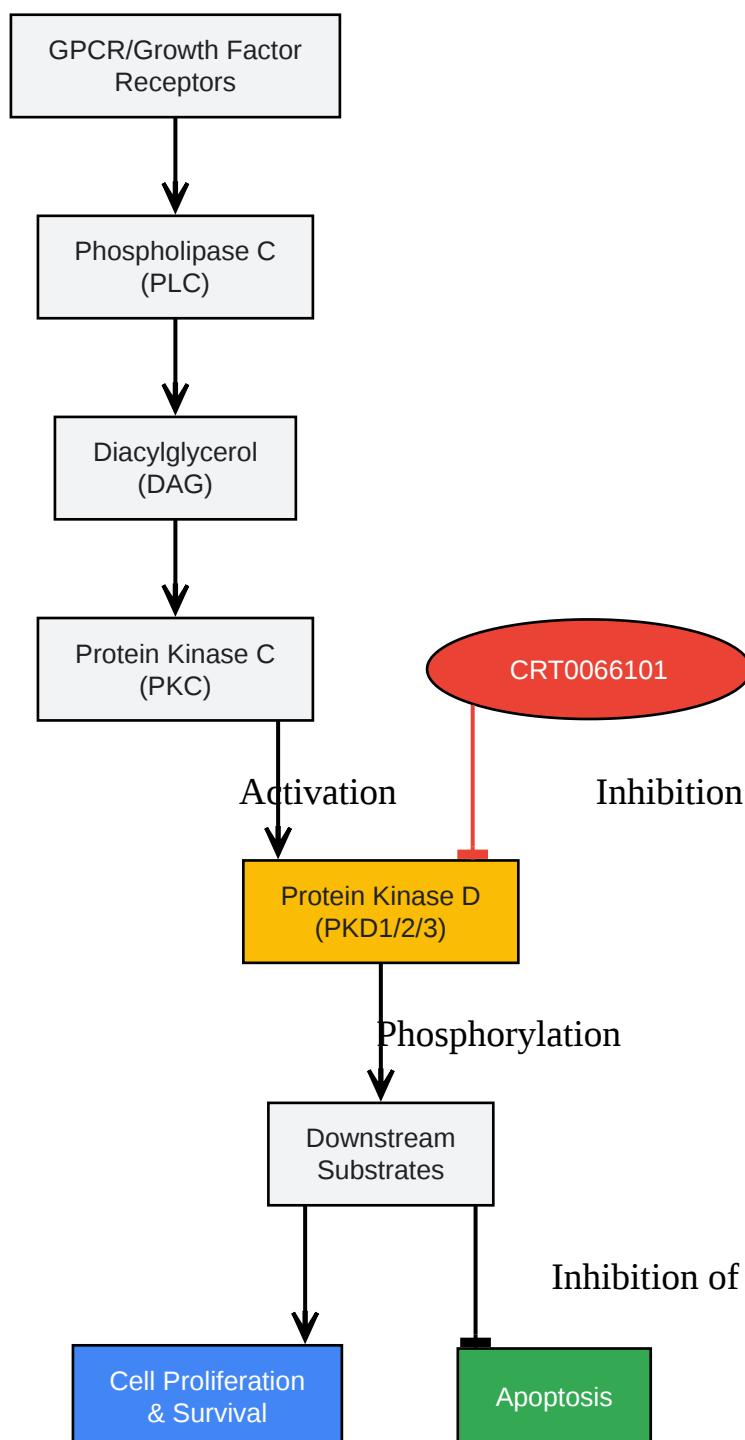 GPCR/Growth Factor
Receptors
Phospholipase C
(PLC)
Diacylglycerol
(DAG)
Protein Kinase C
(PKC)
CRT0066101
Activation
Inhibition
Protein Kinase D
(PKD1/2/3)
Phosphorylation
Downstream
Substrates
Inhibition of
Cell Proliferation
& Survival
Apoptosis